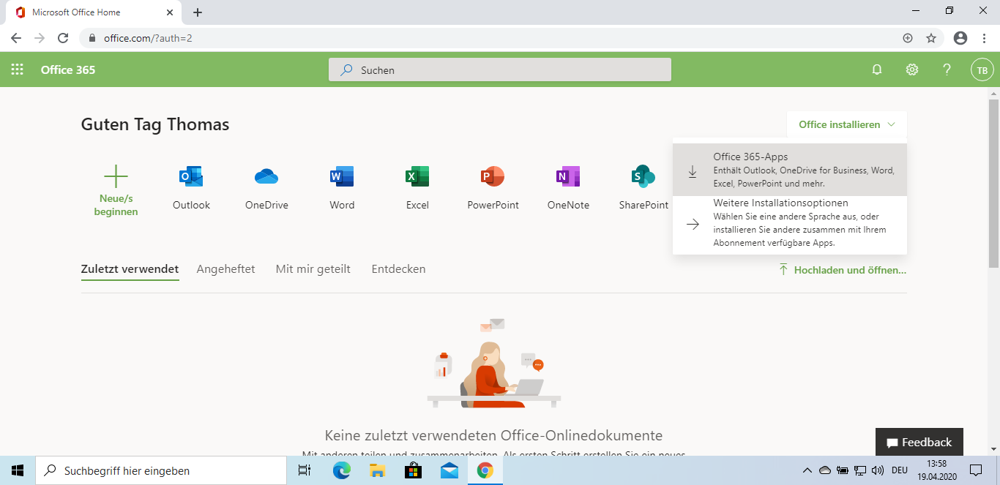 Microsoft Office Home
office.com/?auth=2
Office 365
Suchen
TB
Guten Tag Thomas
Office installieren
Office 365-Apps
Enthält Outlook, OneDrive for Business, Word,
Excel, PowerPoint und mehr.
Weitere Installationsoptionen
Wählen Sie eine andere Sprache aus, oder
installieren Sie andere zusammen mit Ihrem
Abonnement verfügbare Apps.
Neue/s
beginnen
Outlook
OneDrive
Word
Excel
PowerPoint
OneNote
SharePoint
Zuletzt verwendet
Angeheftet
Mit mir geteilt
Entdecken
Hochladen und öffnen...
Keine zuletzt verwendeten Office-Onlinedokumente
Mit anderen teilen und zusammenarbeiten. Als ersten Schritt erstellen Sie ein neues
Feedback
Suchbegriff hier eingeben
DEU
13:58
19.04.2020